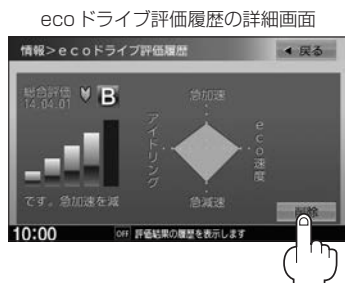 eco ドライブ評価履歴の詳細画面
情報>ecoドライブ評価履歴
戻る
総合評価 B
14.04.01
急加速
アイドリング
eco速度
急減速
です。急加速を減
削除
10:00 OFF 評価結果の履歴を表示します